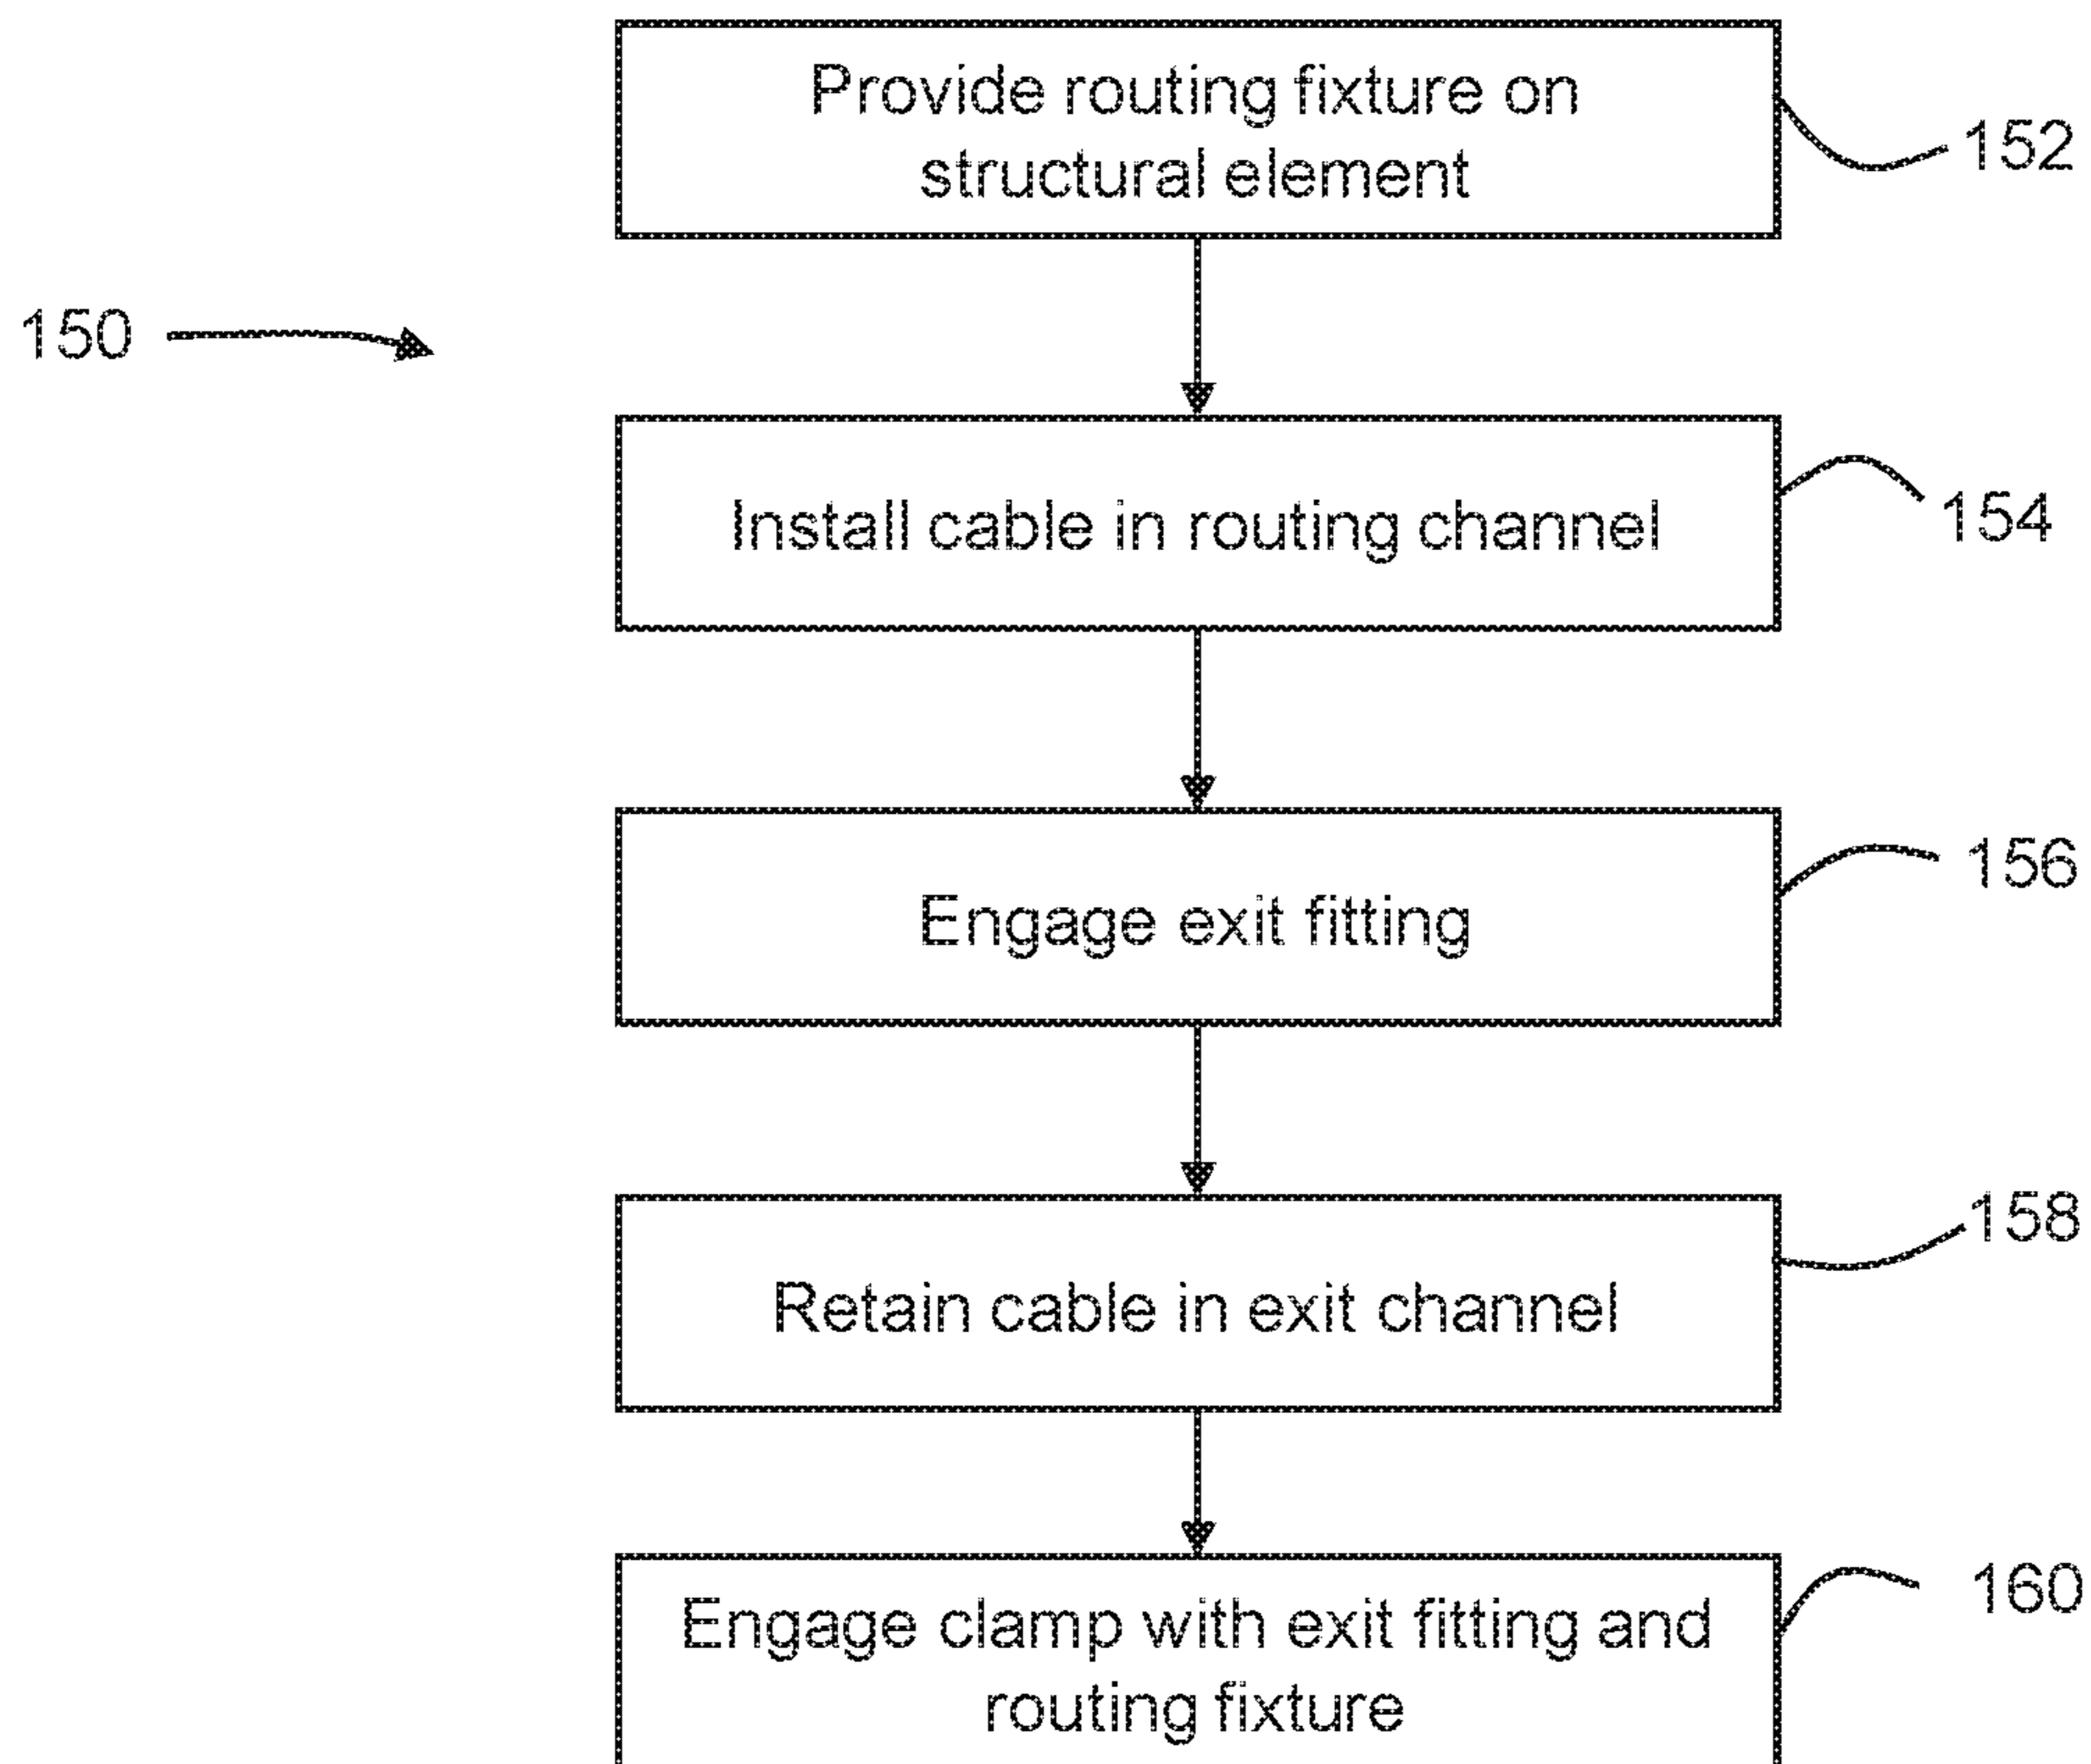 Provide routing fixture on
structural element
152
150
Install cable in routing channel
154
Engage exit fitting
156
Retain cable in exit channel
158
Engage clamp with exit fitting and
routing fixture
160